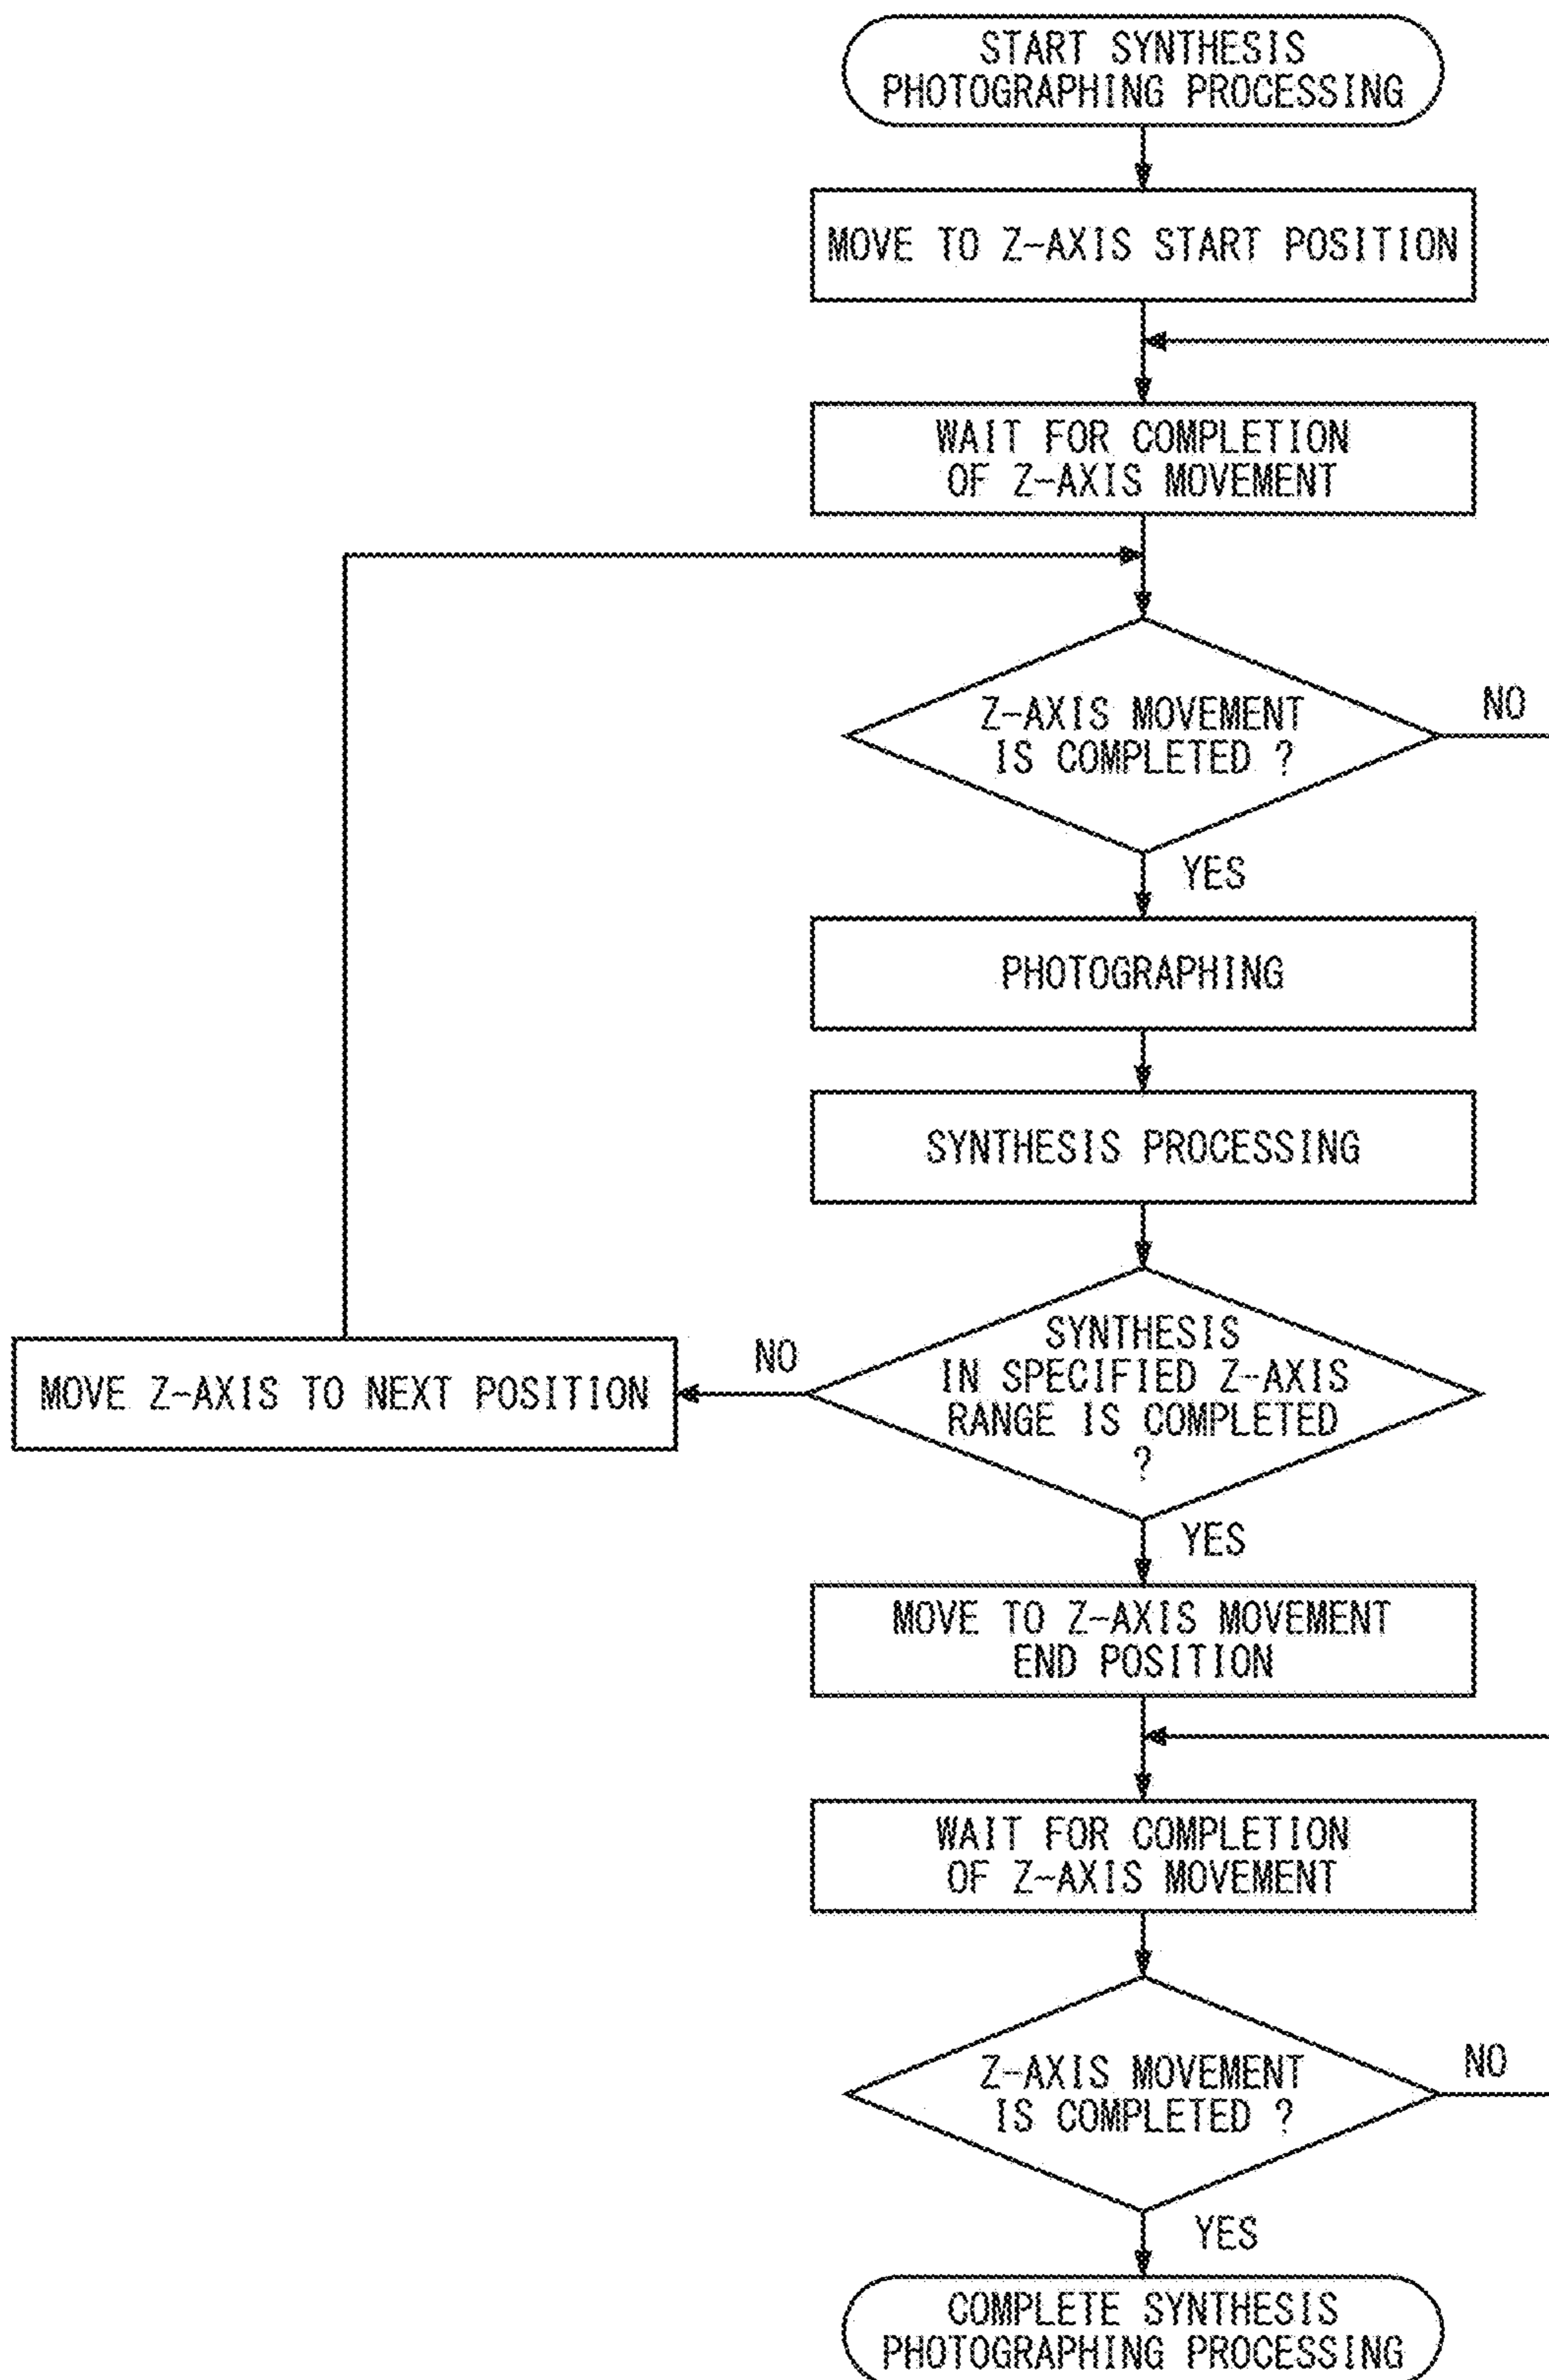 START SYNTHESIS
PHOTOGRAPHING PROCESSING
MOVE TO Z-AXIS START POSITION
WAIT FOR COMPLETION
OF Z-AXIS MOVEMENT
Z-AXIS MOVEMENT
IS COMPLETED ?
NO
YES
PHOTOGRAPHING
SYNTHESIS PROCESSING
SYNTHESIS
IN SPECIFIED Z-AXIS
RANGE IS COMPLETED
?
NO
MOVE Z-AXIS TO NEXT POSITION
YES
MOVE TO Z-AXIS MOVEMENT
END POSITION
WAIT FOR COMPLETION
OF Z-AXIS MOVEMENT
Z-AXIS MOVEMENT
IS COMPLETED ?
NO
YES
COMPLETE SYNTHESIS
PHOTOGRAPHING PROCESSING